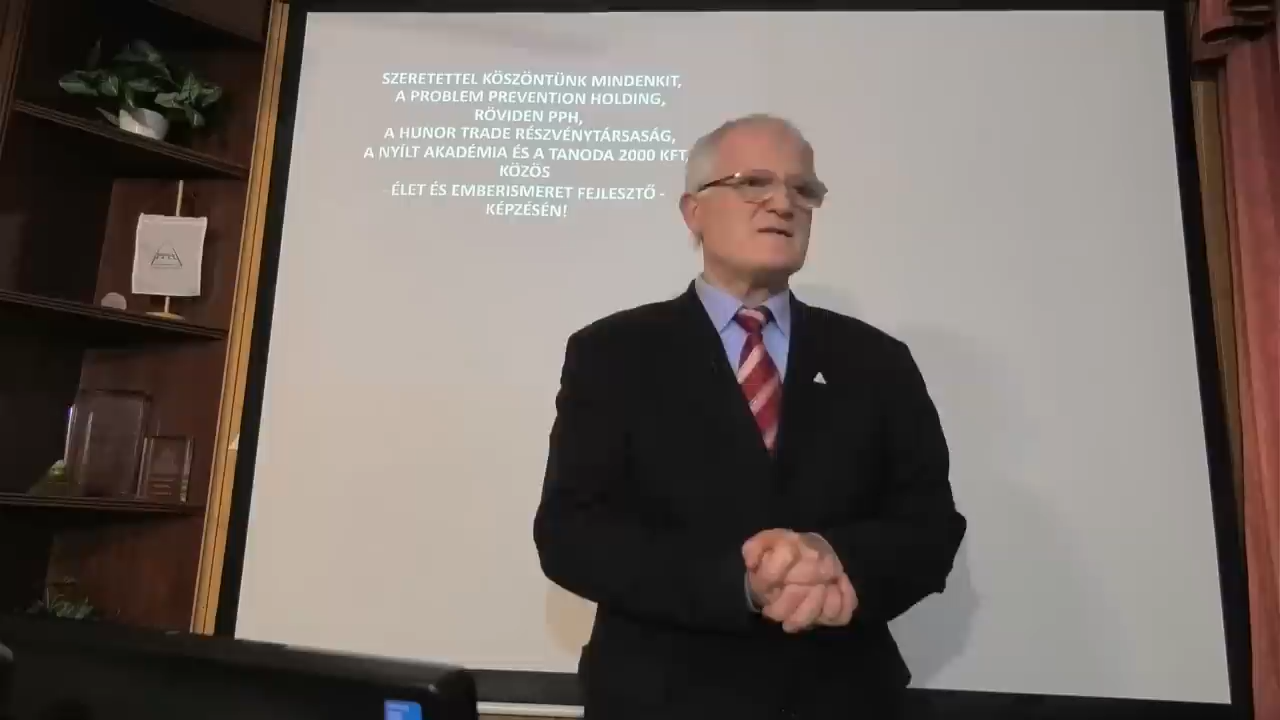 SZERETETTEL KÖSZÖNTÜNK MINDENKIT,
A PROBLEM PREVENTION HOLDING,
RÖVIDEN PPH,
A HUNOR TRADE RÉSZVÉNYTÁRSASÁG,
A NYÍLT AKADÉMIA ÉS A TANODA 2000 KFT
KÖZÖS
- ÉLET ÉS EMBERISMERET FEJLESZTŐ -
KÉPZÉSÉN!